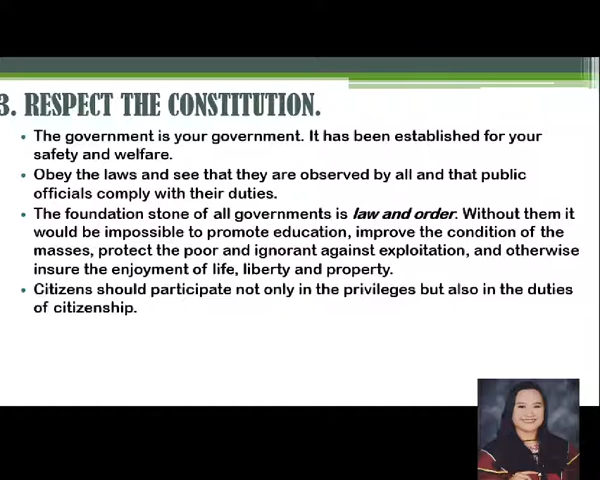 3. RESPECT THE CONSTITUTION.
• The government is your government. It has been established for your
safety and welfare.
• Obey the laws and see that they are observed by all and that public
officials comply with their duties.
• The foundation stone of all governments is law and order. Without them it
would be impossible to promote education, improve the condition of the
masses, protect the poor and ignorant against exploitation, and otherwise
insure the enjoyment of life, liberty and property.
• Citizens should participate not only in the privileges but also in the duties
of citizenship.